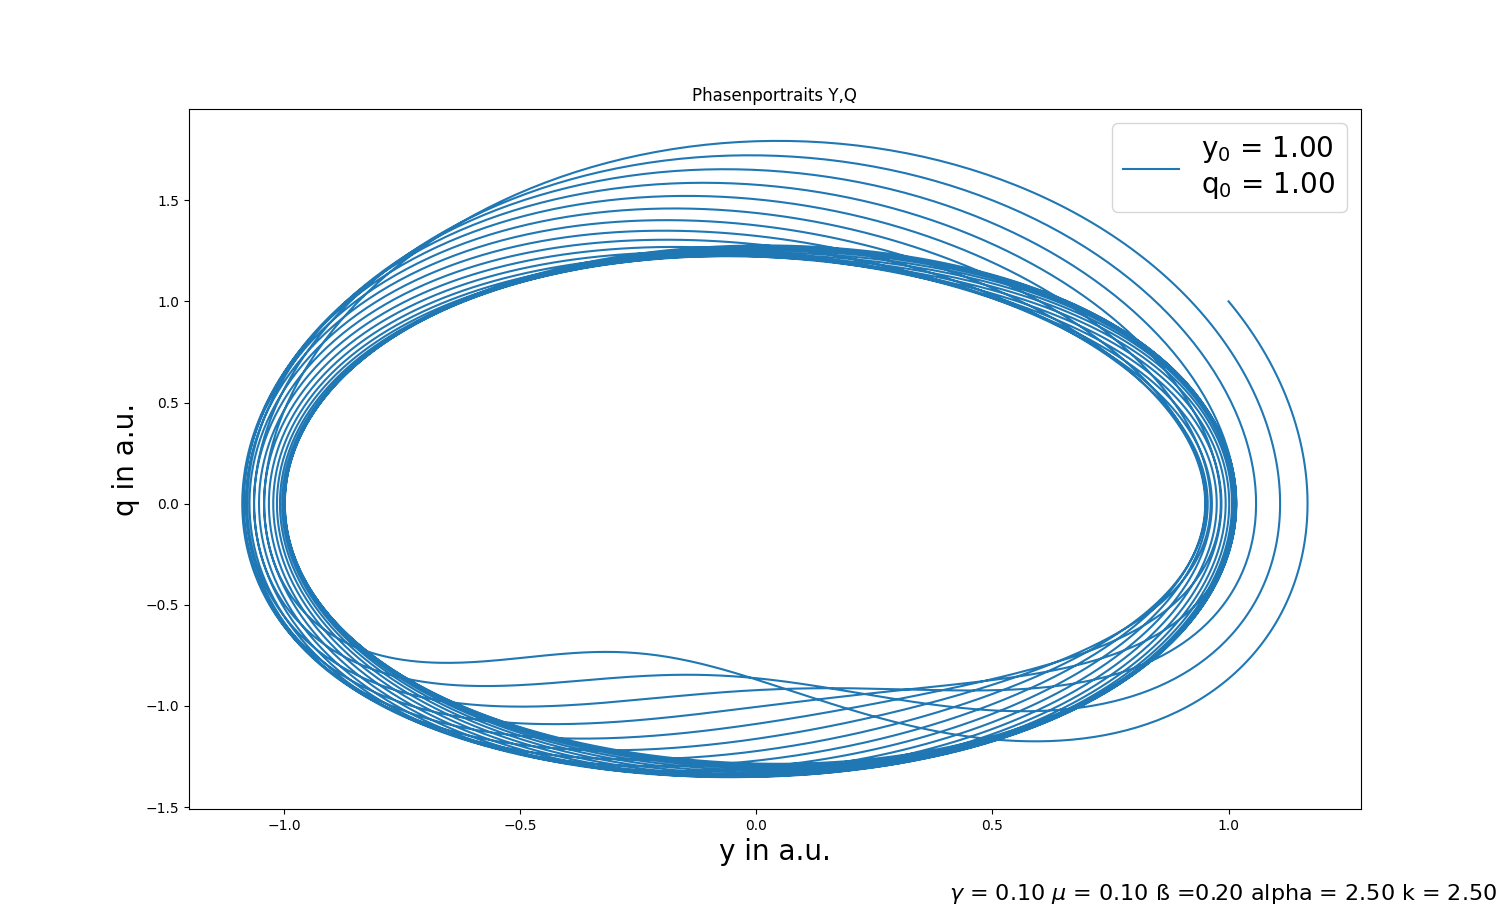 Phasenportraits Y,Q
y0 = 1.00
q0 = 1.00
1.5
1.0
0.5
0.0
−0.5
−1.0
−1.5
q in a.u.
−1.0
−0.5
0.0
0.5
1.0
y in a.u.
γ = 0.10 μ = 0.10 ß =0.20 alpha = 2.50 k = 2.50